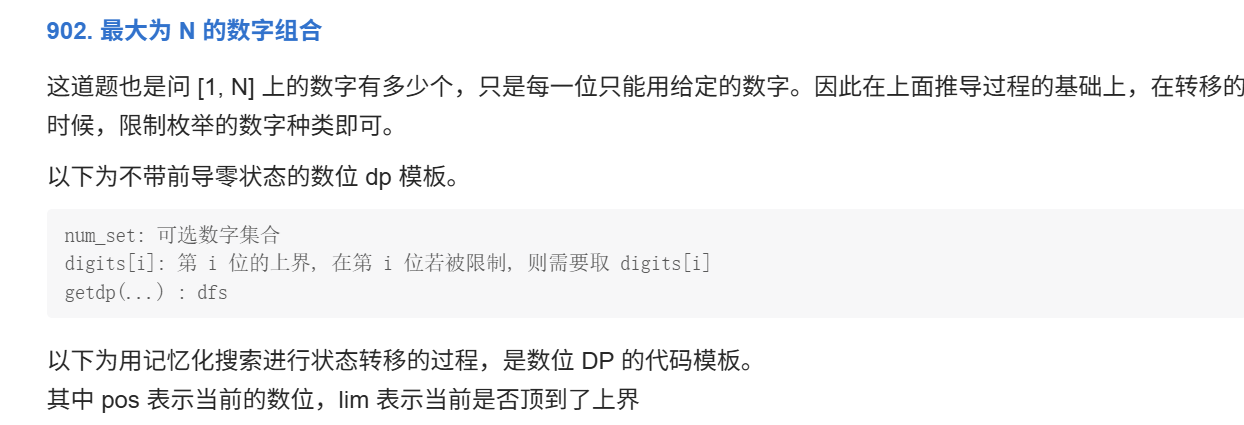 902. 最大为 N 的数字组合
这道题也是问 [1, N] 上的数字有多少个，只是每一位只能用给定的数字。因此在上面推导过程的基础上，在转移的
时候，限制枚举的数字种类即可。
以下为不带前导零状态的数位 dp 模板。
num_set: 可选数字集合
digits[i]: 第 i 位的上界, 在第 i 位若被限制, 则需要取 digits[i]
getdp(...) : dfs
以下为用记忆化搜索进行状态转移的过程，是数位 DP 的代码模板。
其中 pos 表示当前的数位，lim 表示当前是否顶到了上界